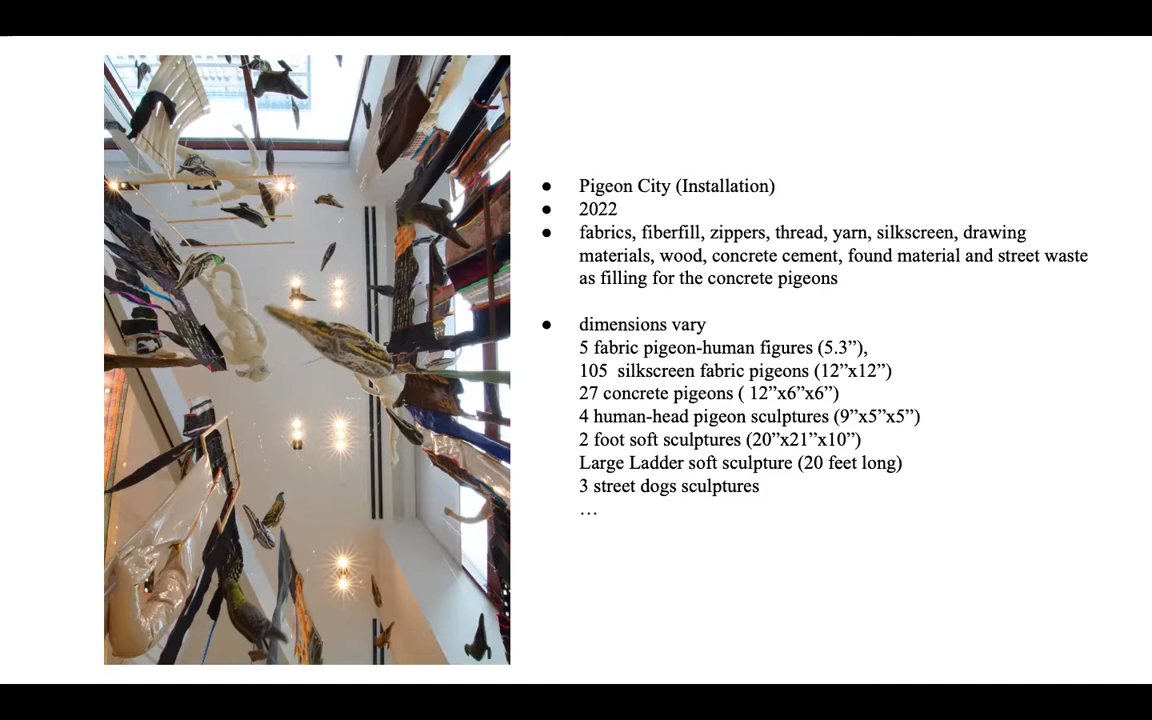 ● Pigeon City (Installation)
● 2022
● fabrics, fiberfill, zippers, thread, yarn, silkscreen, drawing
materials, wood, concrete cement, found material and street waste
as filling for the concrete pigeons
● dimensions vary
5 fabric pigeon-human figures (5.3”),
105  silkscreen fabric pigeons (12”x12”)
27 concrete pigeons ( 12”x6”x6”)
4 human-head pigeon sculptures (9”x5”x5”)
2 foot soft sculptures (20”x21”x10”)
Large Ladder soft sculpture (20 feet long)
3 street dogs sculptures
…